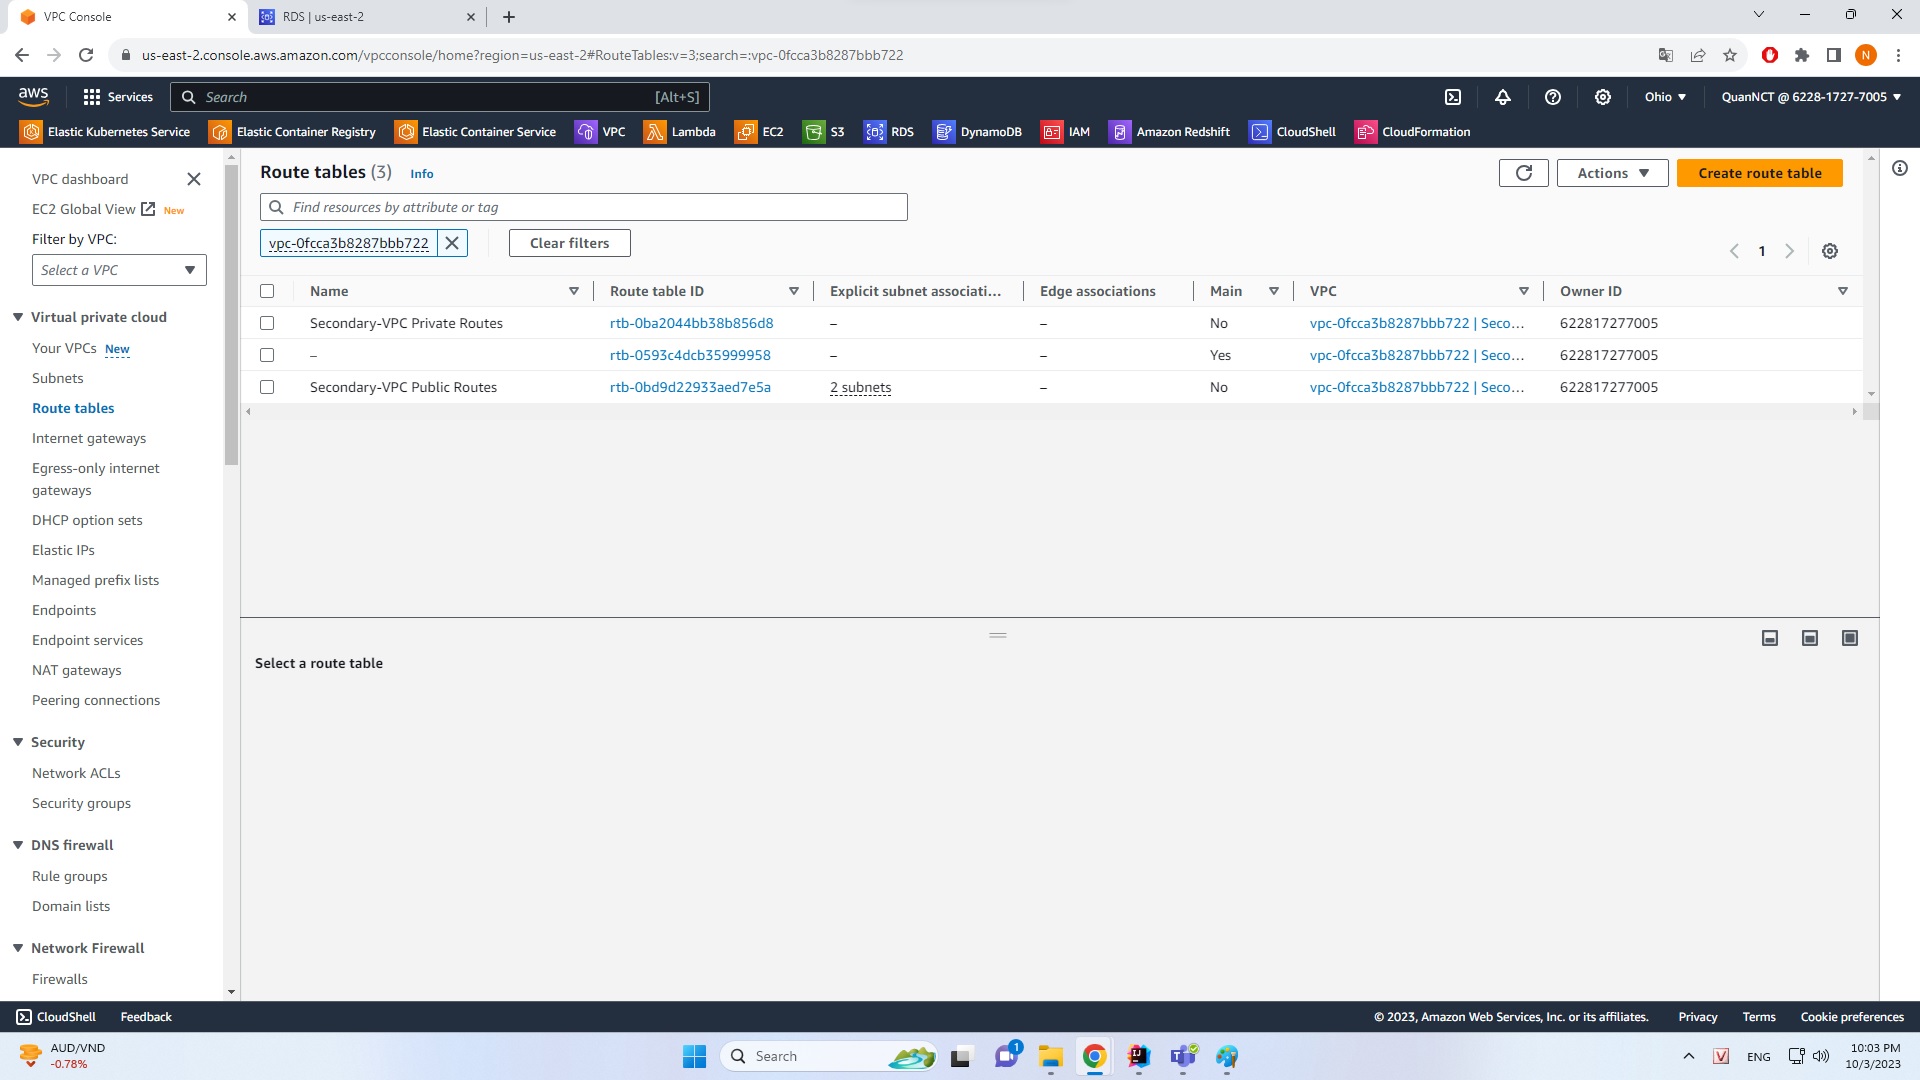 VPC Console
RDS | us-east-2
us-east-2.console.aws.amazon.com/vpcconsole/home?region=us-east-2#RouteTables:v=3;search=:vpc-0fcca3b8287bbb722
N
aws
Services
Search
[Alt+S]
Ohio
QuanNCT @ 6228-1727-7005
Elastic Kubernetes Service
Elastic Container Registry
Elastic Container Service
VPC
Lambda
EC2
S3
RDS
DynamoDB
IAM
Amazon Redshift
CloudShell
CloudFormation
VPC dashboard
EC2 Global View New
Filter by VPC:
Select a VPC
Virtual private cloud
Your VPCs New
Subnets
Route tables
Internet gateways
Egress-only internet
gateways
DHCP option sets
Elastic IPs
Managed prefix lists
Endpoints
Endpoint services
NAT gateways
Peering connections
Security
Network ACLs
Security groups
DNS firewall
Rule groups
Domain lists
Network Firewall
Firewalls
Route tables (3) Info
Actions
Create route table
Find resources by attribute or tag
vpc-0fcca3b8287bbb722
Clear filters
1
Name Route table ID Explicit subnet associati... Edge associations Main VPC Owner ID
Secondary-VPC Private Routes rtb-0ba2044bb38b856d8 – – No vpc-0fcca3b8287bbb722 | Seco... 622817277005
– rtb-0593c4dcb35999958 – – Yes vpc-0fcca3b8287bbb722 | Seco... 622817277005
Secondary-VPC Public Routes rtb-0bd9d22933aed7e5a 2 subnets – No vpc-0fcca3b8287bbb722 | Seco... 622817277005
Select a route table
CloudShell
Feedback
© 2023, Amazon Web Services, Inc. or its affiliates.
Privacy
Terms
Cookie preferences
AUD/VND
-0.78%
Search
1
V
ENG
10:03 PM
10/3/2023